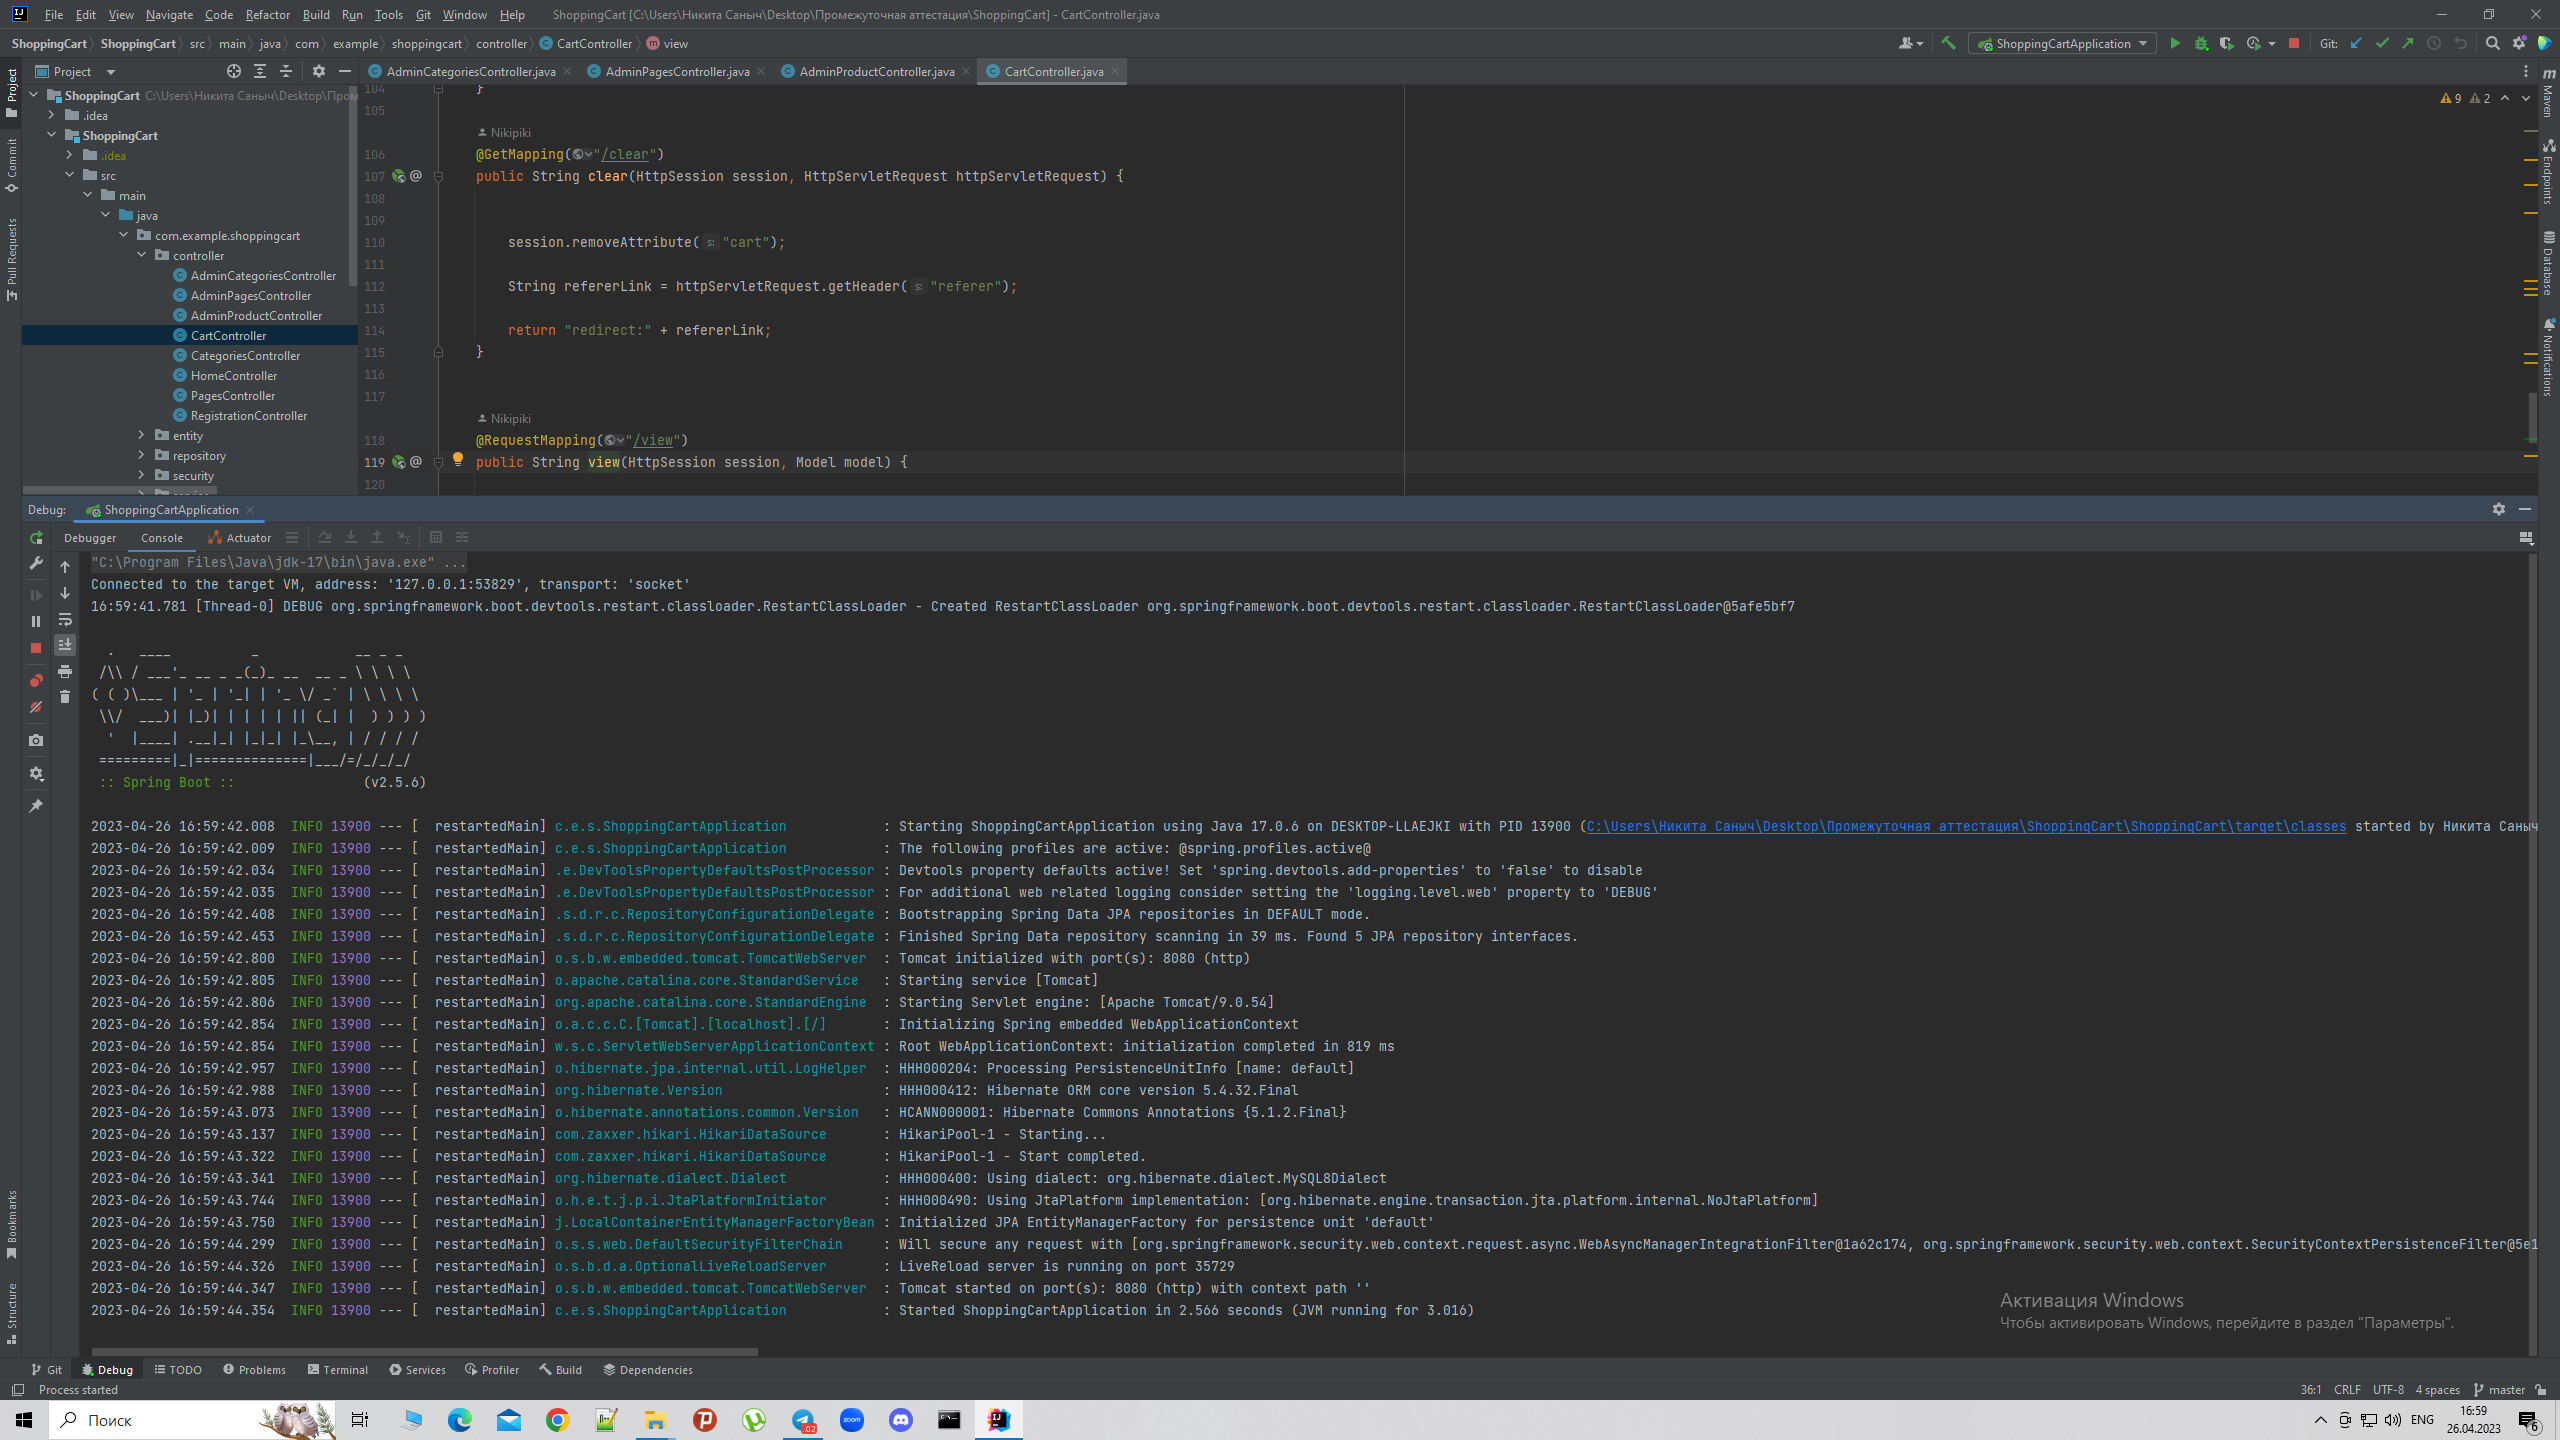 File Edit View Navigate Code Refactor Build Run Tools Git Window Help ShoppingCart [C:\Users\Никита Саныч\Desktop\Промежуточная аттестация\ShoppingCart] - CartController.java
ShoppingCart ShoppingCart src main java com example shoppingcart controller CartController view
ShoppingCartApplication
Git:
Project
AdminCategoriesController.java AdminPagesController.java AdminProductController.java CartController.java
ShoppingCart C:\Users\Никита Саныч\Desktop\Пром
.idea
ShoppingCart
.idea
src
main
java
com.example.shoppingcart
controller
AdminCategoriesController
AdminPagesController
AdminProductController
CartController
CategoriesController
HomeController
PagesController
RegistrationController
entity
repository
security
Project
Commit
Pull Requests
Bookmarks
Structure
Maven
Endpoints
Database
Notifications
9 2
104 }
105
Nikipiki
106 @GetMapping("/clear")
107 public String clear(HttpSession session, HttpServletRequest httpServletRequest) {
108
109
110 session.removeAttribute( s: "cart");
111
112 String refererLink = httpServletRequest.getHeader( s: "referer");
113
114 return "redirect:" + refererLink;
115 }
116
117
Nikipiki
118 @RequestMapping("/view")
119 public String view(HttpSession session, Model model) {
120
Debug: ShoppingCartApplication
Debugger Console Actuator
"C:\Program Files\Java\jdk-17\bin\java.exe" ...
Connected to the target VM, address: '127.0.0.1:53829', transport: 'socket'
16:59:41.781 [Thread-0] DEBUG org.springframework.boot.devtools.restart.classloader.RestartClassLoader - Created RestartClassLoader org.springframework.boot.devtools.restart.classloader.RestartClassLoader@5afe5bf7
  .   ____          _            __ _ _
 /\\ / ___'_ __ _ _(_)_ __  __ _ \ \ \ \
( ( )\___ | '_ | '_| | '_ \/ _` | \ \ \ \
 \\/  ___)| |_)| | | | | || (_| |  ) ) ) )
  '  |____| .__|_| |_|_| |_\__, | / / / /
 =========|_|==============|___/=/_/_/_/
 :: Spring Boot ::                (v2.5.6)
2023-04-26 16:59:42.008  INFO 13900 --- [  restartedMain] c.e.s.ShoppingCartApplication            : Starting ShoppingCartApplication using Java 17.0.6 on DESKTOP-LLAEJKI with PID 13900 (C:\Users\Никита Саныч\Desktop\Промежуточная аттестация\ShoppingCart\ShoppingCart\target\classes started by Никита Саныч
2023-04-26 16:59:42.009  INFO 13900 --- [  restartedMain] c.e.s.ShoppingCartApplication            : The following profiles are active: @spring.profiles.active@
2023-04-26 16:59:42.034  INFO 13900 --- [  restartedMain] .e.DevToolsPropertyDefaultsPostProcessor : Devtools property defaults active! Set 'spring.devtools.add-properties' to 'false' to disable
2023-04-26 16:59:42.035  INFO 13900 --- [  restartedMain] .e.DevToolsPropertyDefaultsPostProcessor : For additional web related logging consider setting the 'logging.level.web' property to 'DEBUG'
2023-04-26 16:59:42.408  INFO 13900 --- [  restartedMain] .s.d.r.c.RepositoryConfigurationDelegate : Bootstrapping Spring Data JPA repositories in DEFAULT mode.
2023-04-26 16:59:42.453  INFO 13900 --- [  restartedMain] .s.d.r.c.RepositoryConfigurationDelegate : Finished Spring Data repository scanning in 39 ms. Found 5 JPA repository interfaces.
2023-04-26 16:59:42.800  INFO 13900 --- [  restartedMain] o.s.b.w.embedded.tomcat.TomcatWebServer  : Tomcat initialized with port(s): 8080 (http)
2023-04-26 16:59:42.805  INFO 13900 --- [  restartedMain] o.apache.catalina.core.StandardService   : Starting service [Tomcat]
2023-04-26 16:59:42.806  INFO 13900 --- [  restartedMain] org.apache.catalina.core.StandardEngine  : Starting Servlet engine: [Apache Tomcat/9.0.54]
2023-04-26 16:59:42.854  INFO 13900 --- [  restartedMain] o.a.c.c.C.[Tomcat].[localhost].[/]       : Initializing Spring embedded WebApplicationContext
2023-04-26 16:59:42.854  INFO 13900 --- [  restartedMain] w.s.c.ServletWebServerApplicationContext : Root WebApplicationContext: initialization completed in 819 ms
2023-04-26 16:59:42.957  INFO 13900 --- [  restartedMain] o.hibernate.jpa.internal.util.LogHelper  : HHH000204: Processing PersistenceUnitInfo [name: default]
2023-04-26 16:59:42.988  INFO 13900 --- [  restartedMain] org.hibernate.Version                    : HHH000412: Hibernate ORM core version 5.4.32.Final
2023-04-26 16:59:43.073  INFO 13900 --- [  restartedMain] o.hibernate.annotations.common.Version   : HCANN000001: Hibernate Commons Annotations {5.1.2.Final}
2023-04-26 16:59:43.137  INFO 13900 --- [  restartedMain] com.zaxxer.hikari.HikariDataSource       : HikariPool-1 - Starting...
2023-04-26 16:59:43.322  INFO 13900 --- [  restartedMain] com.zaxxer.hikari.HikariDataSource       : HikariPool-1 - Start completed.
2023-04-26 16:59:43.341  INFO 13900 --- [  restartedMain] org.hibernate.dialect.Dialect            : HHH000400: Using dialect: org.hibernate.dialect.MySQL8Dialect
2023-04-26 16:59:43.744  INFO 13900 --- [  restartedMain] o.h.e.t.j.p.i.JtaPlatformInitiator       : HHH000490: Using JtaPlatform implementation: [org.hibernate.engine.transaction.jta.platform.internal.NoJtaPlatform]
2023-04-26 16:59:43.750  INFO 13900 --- [  restartedMain] j.LocalContainerEntityManagerFactoryBean : Initialized JPA EntityManagerFactory for persistence unit 'default'
2023-04-26 16:59:44.299  INFO 13900 --- [  restartedMain] o.s.s.web.DefaultSecurityFilterChain     : Will secure any request with [org.springframework.security.web.context.request.async.WebAsyncManagerIntegrationFilter@1a62c174, org.springframework.security.web.context.SecurityContextPersistenceFilter@5e1
2023-04-26 16:59:44.326  INFO 13900 --- [  restartedMain] o.s.b.d.a.OptionalLiveReloadServer       : LiveReload server is running on port 35729
2023-04-26 16:59:44.347  INFO 13900 --- [  restartedMain] o.s.b.w.embedded.tomcat.TomcatWebServer  : Tomcat started on port(s): 8080 (http) with context path ''
2023-04-26 16:59:44.354  INFO 13900 --- [  restartedMain] c.e.s.ShoppingCartApplication            : Started ShoppingCartApplication in 2.566 seconds (JVM running for 3.016)
Активация Windows
Чтобы активировать Windows, перейдите в раздел "Параметры".
Git Debug TODO Problems Terminal Services Profiler Build Dependencies
Process started
36:1 CRLF UTF-8 4 spaces master
Поиск
zoom
ENG
16:59
26.04.2023
6